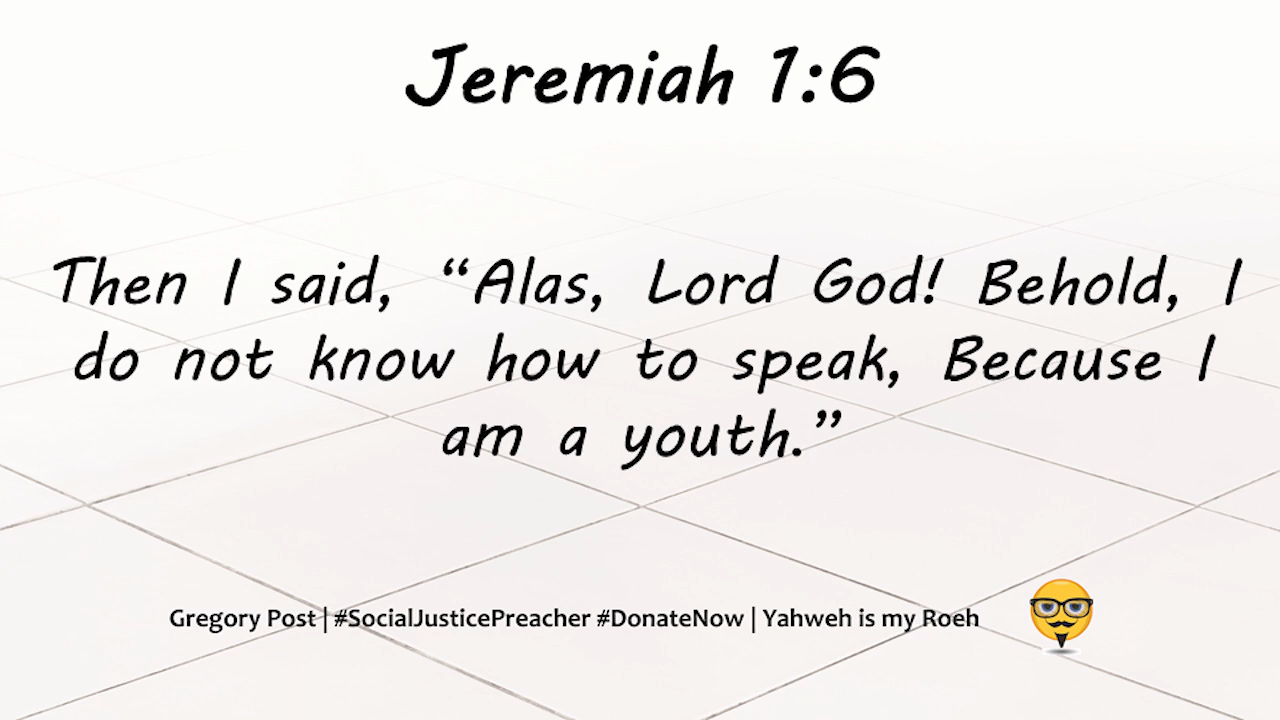 Jeremiah 1:6
Then I said, “Alas, Lord God! Behold, I
do not know how to speak, Because I
am a youth.”
Gregory Post | #SocialJusticePreacher #DonateNow | Yahweh is my Roeh